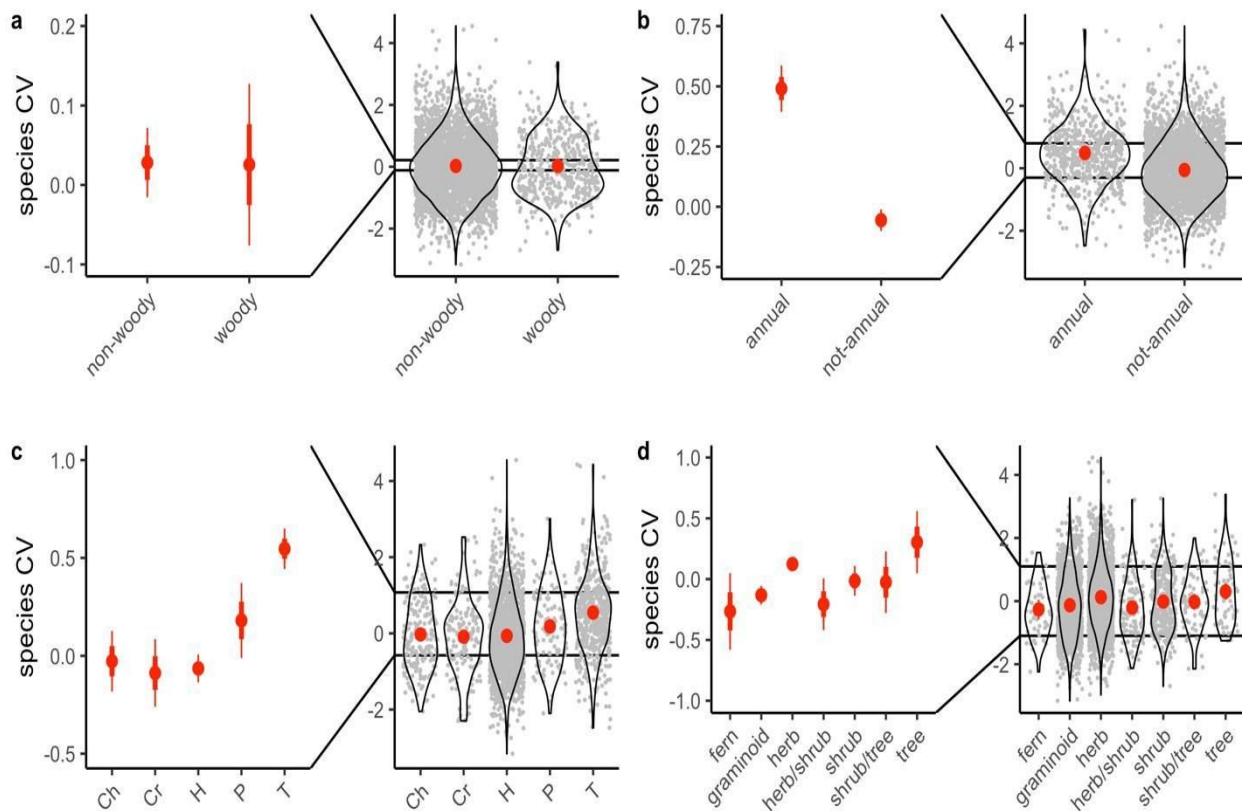 a
species CV
0.2
0.1
0.0
-0.1
non-woody
woody
4
2
0
-2
non-woody
woody
b
species CV
0.75
0.50
0.25
0.00
-0.25
annual
not-annual
4
2
0
-2
annual
not-annual
c
species CV
1.0
0.5
0.0
-0.5
Ch
Cr
H
P
T
4
2
0
-2
Ch
Cr
H
P
T
d
species CV
1.0
0.5
0.0
-0.5
-1.0
fern
graminoid
herb
herb/shrub
shrub
shrub/tree
tree
4
2
0
-2
fern
graminoid
herb
herb/shrub
shrub
shrub/tree
tree